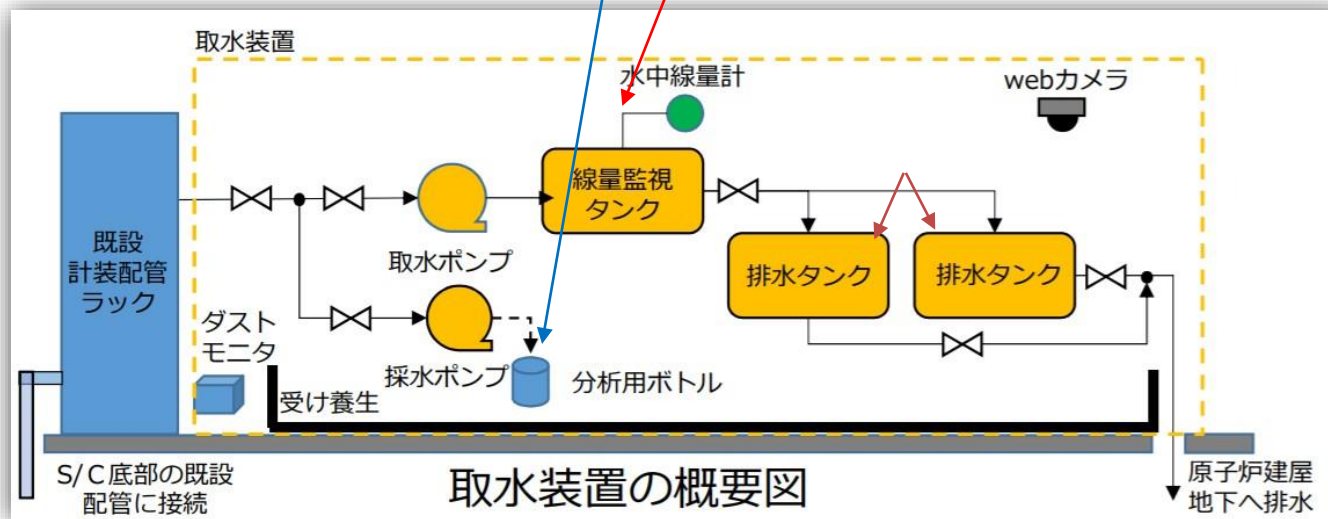 取水装置
水中線量計
webカメラ
線量監視
タンク
既設
計装配管
ラック
取水ポンプ
排水タンク
排水タンク
ダスト
モニタ
採水ポンプ
分析用ボトル
受け養生
S/C底部の既設
配管に接続
取水装置の概要図
原子炉建屋
地下へ排水